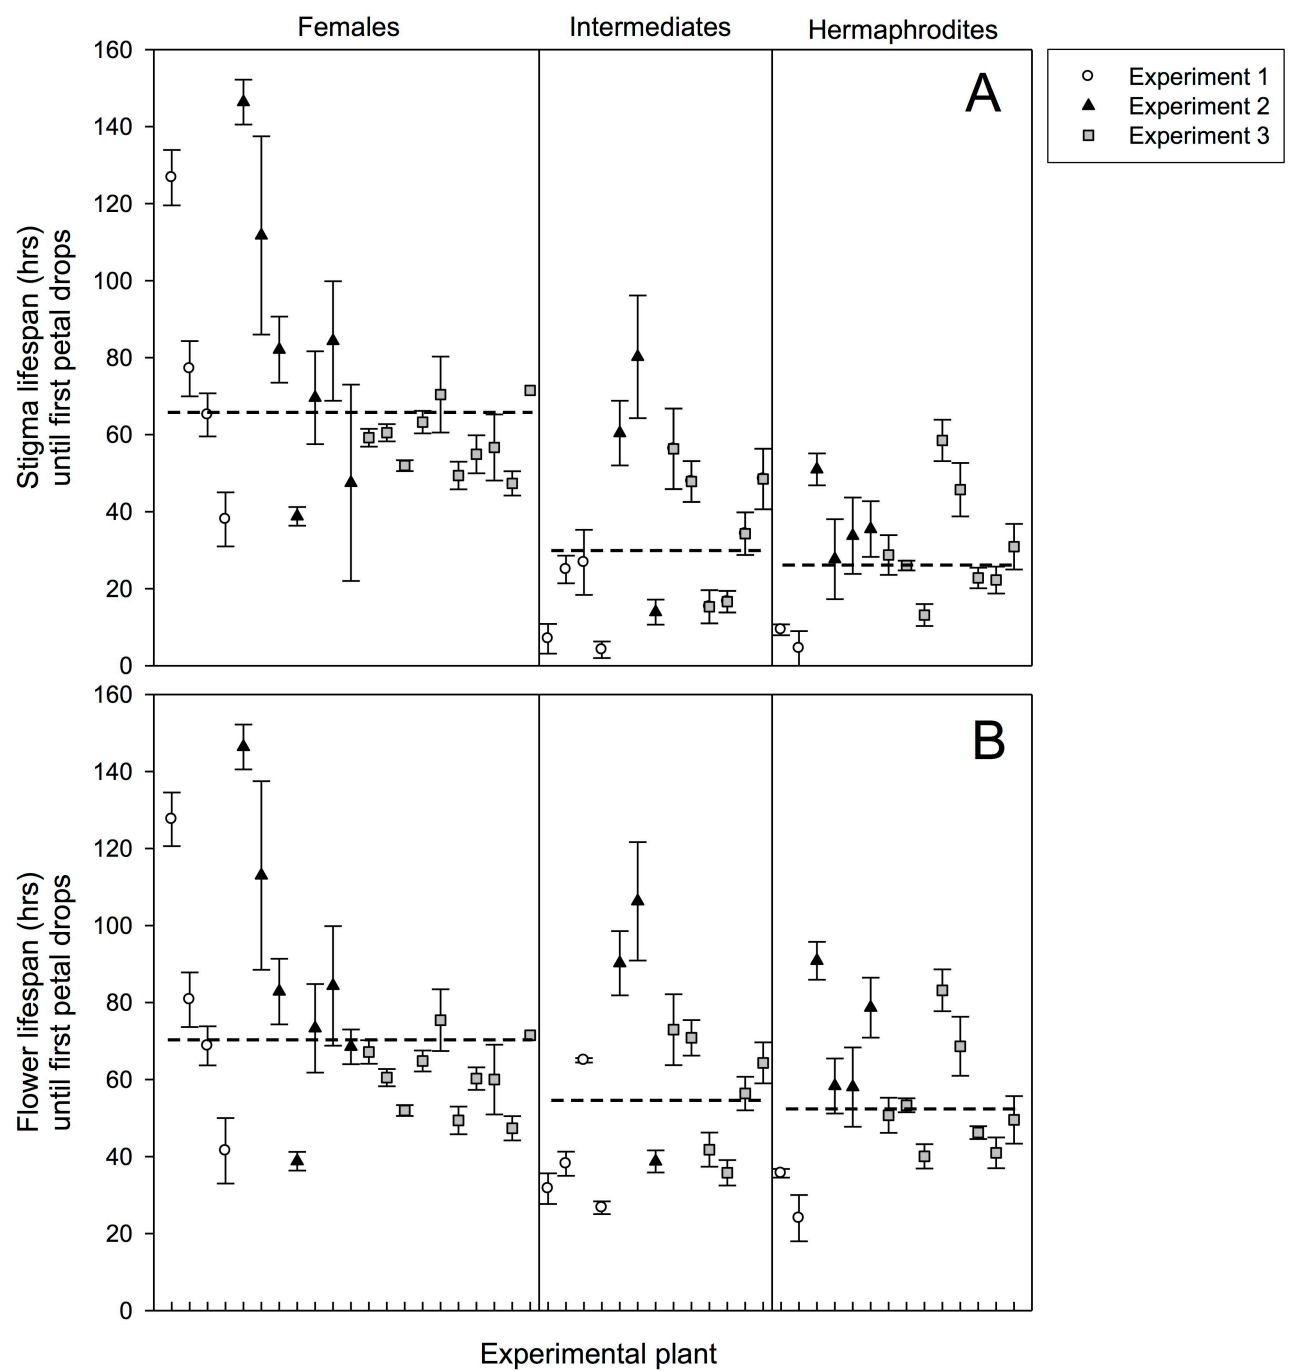 Females Intermediates Hermaphrodites
A
Experiment 1
Experiment 2
Experiment 3
Stigma lifespan (hrs)
until first petal drops
160
140
120
100
80
60
40
20
0
B
Flower lifespan (hrs)
until first petal drops
160
140
120
100
80
60
40
20
0
Experimental plant